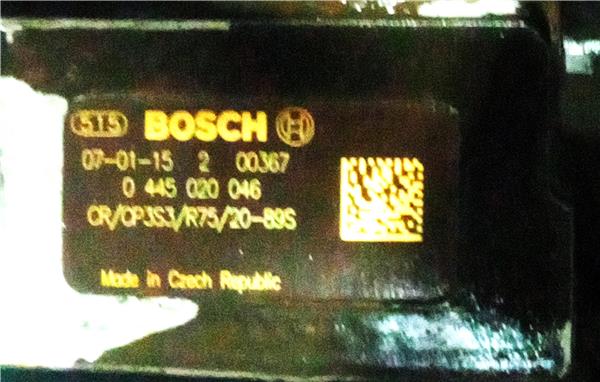 515 BOSCH
07-01-15 2 00367
0 445 020 046
CR/CP3S3/R75/20-89S
Made in Czech Republic